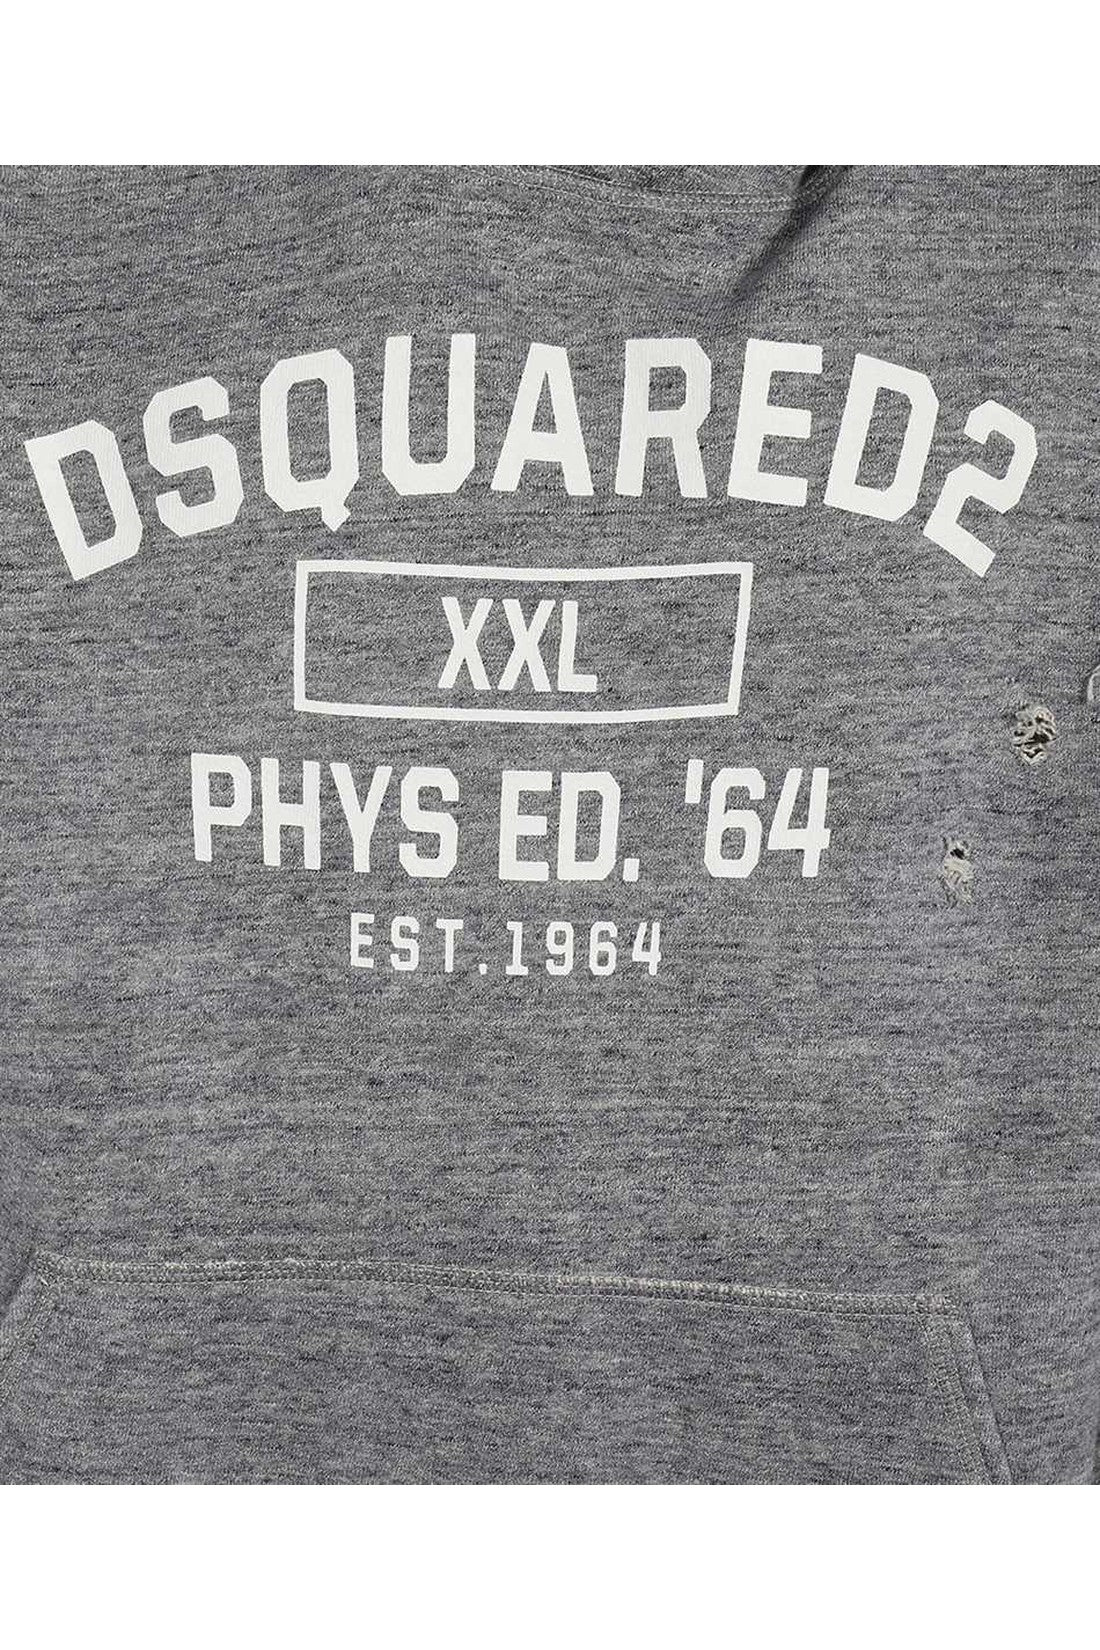 DSQUARED2
XXL
PHYS ED. '64
EST.1964